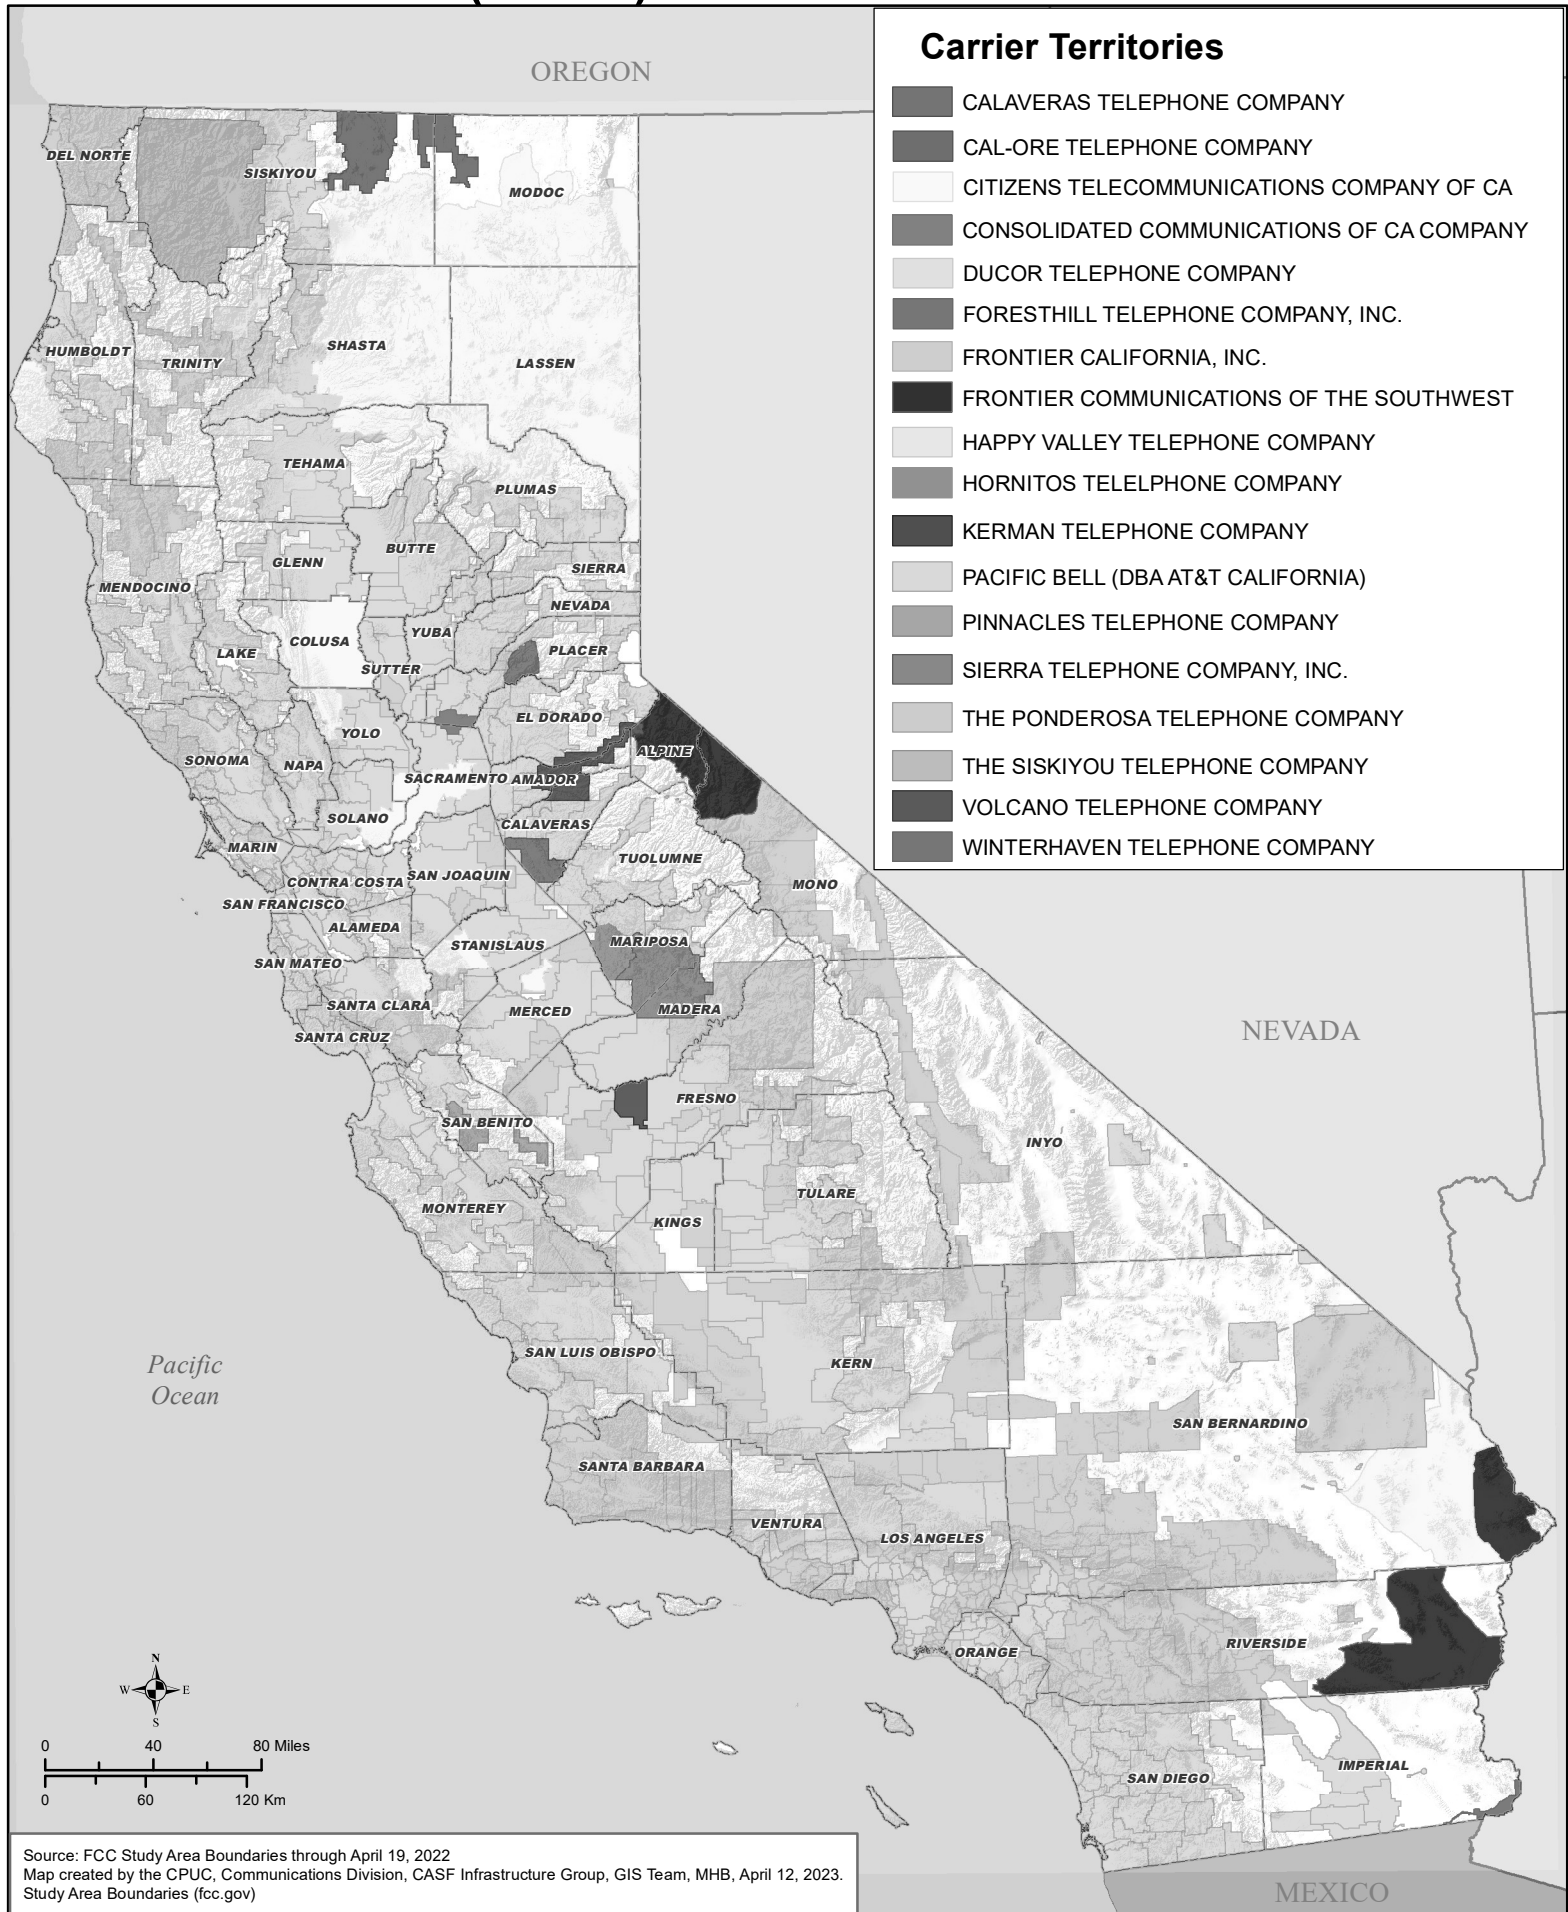 OREGON
Carrier Territories
CALAVERAS TELEPHONE COMPANY
CAL-ORE TELEPHONE COMPANY
CITIZENS TELECOMMUNICATIONS COMPANY OF CA
CONSOLIDATED COMMUNICATIONS OF CA COMPANY
DUCOR TELEPHONE COMPANY
FORESTHILL TELEPHONE COMPANY, INC.
FRONTIER CALIFORNIA, INC.
FRONTIER COMMUNICATIONS OF THE SOUTHWEST
HAPPY VALLEY TELEPHONE COMPANY
HORNITOS TELELPHONE COMPANY
KERMAN TELEPHONE COMPANY
PACIFIC BELL (DBA AT&T CALIFORNIA)
PINNACLES TELEPHONE COMPANY
SIERRA TELEPHONE COMPANY, INC.
THE PONDEROSA TELEPHONE COMPANY
THE SISKIYOU TELEPHONE COMPANY
VOLCANO TELEPHONE COMPANY
WINTERHAVEN TELEPHONE COMPANY
DEL NORTE
SISKIYOU
MODOC
HUMBOLDT
TRINITY
SHASTA
LASSEN
TEHAMA
PLUMAS
GLENN
BUTTE
SIERRA
MENDOCINO
NEVADA
COLUSA
YUBA
LAKE
SUTTER
PLACER
EL DORADO
YOLO
ALPINE
SONOMA
NAPA
SACRAMENTO
AMADOR
SOLANO
CALAVERAS
MARIN
TUOLUMNE
CONTRA COSTA
SAN JOAQUIN
MONO
SAN FRANCISCO
ALAMEDA
STANISLAUS
MARIPOSA
SAN MATEO
SANTA CLARA
MERCED
MADERA
SANTA CRUZ
NEVADA
FRESNO
SAN BENITO
INYO
MONTEREY
TULARE
KINGS
Pacific
Ocean
SAN LUIS OBISPO
KERN
SAN BERNARDINO
SANTA BARBARA
VENTURA
LOS ANGELES
ORANGE
RIVERSIDE
SAN DIEGO
IMPERIAL
N
W E
S
0 40 80 Miles
0 60 120 Km
Source: FCC Study Area Boundaries through April 19, 2022
Map created by the CPUC, Communications Division, CASF Infrastructure Group, GIS Team, MHB, April 12, 2023.
Study Area Boundaries (fcc.gov)
MEXICO